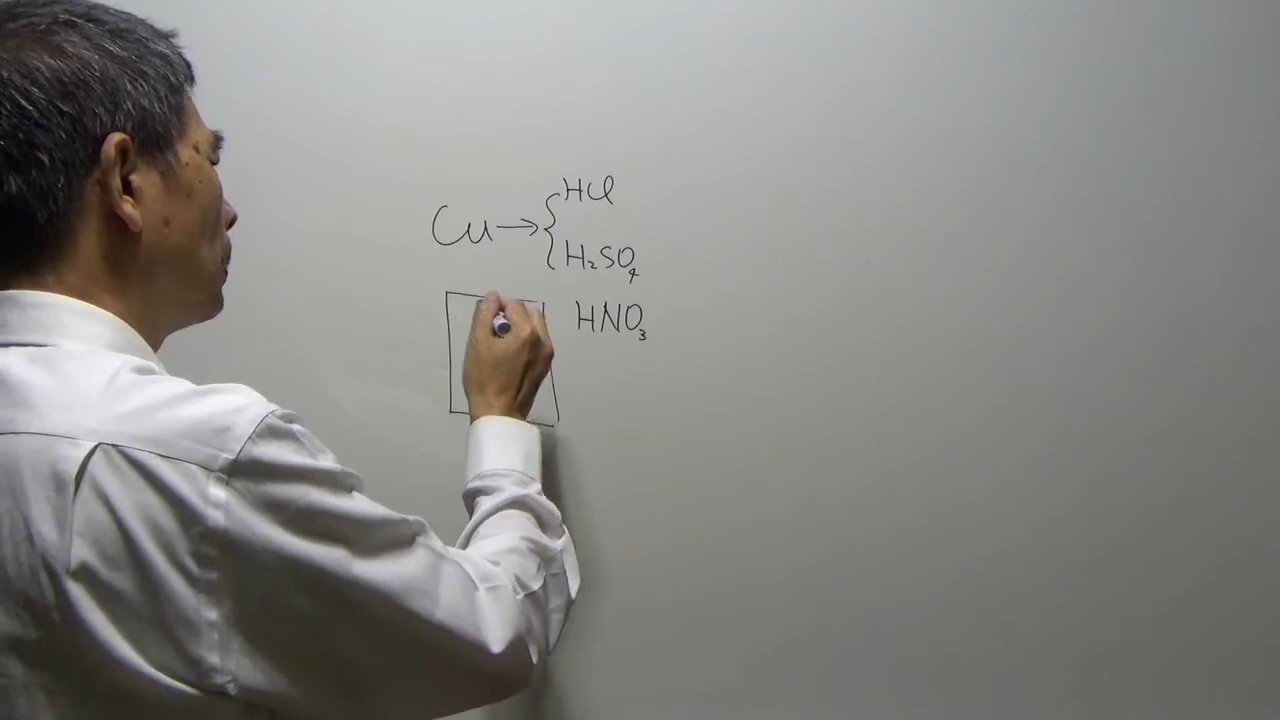 Cu → { HCl
H₂SO₄
HNO₃